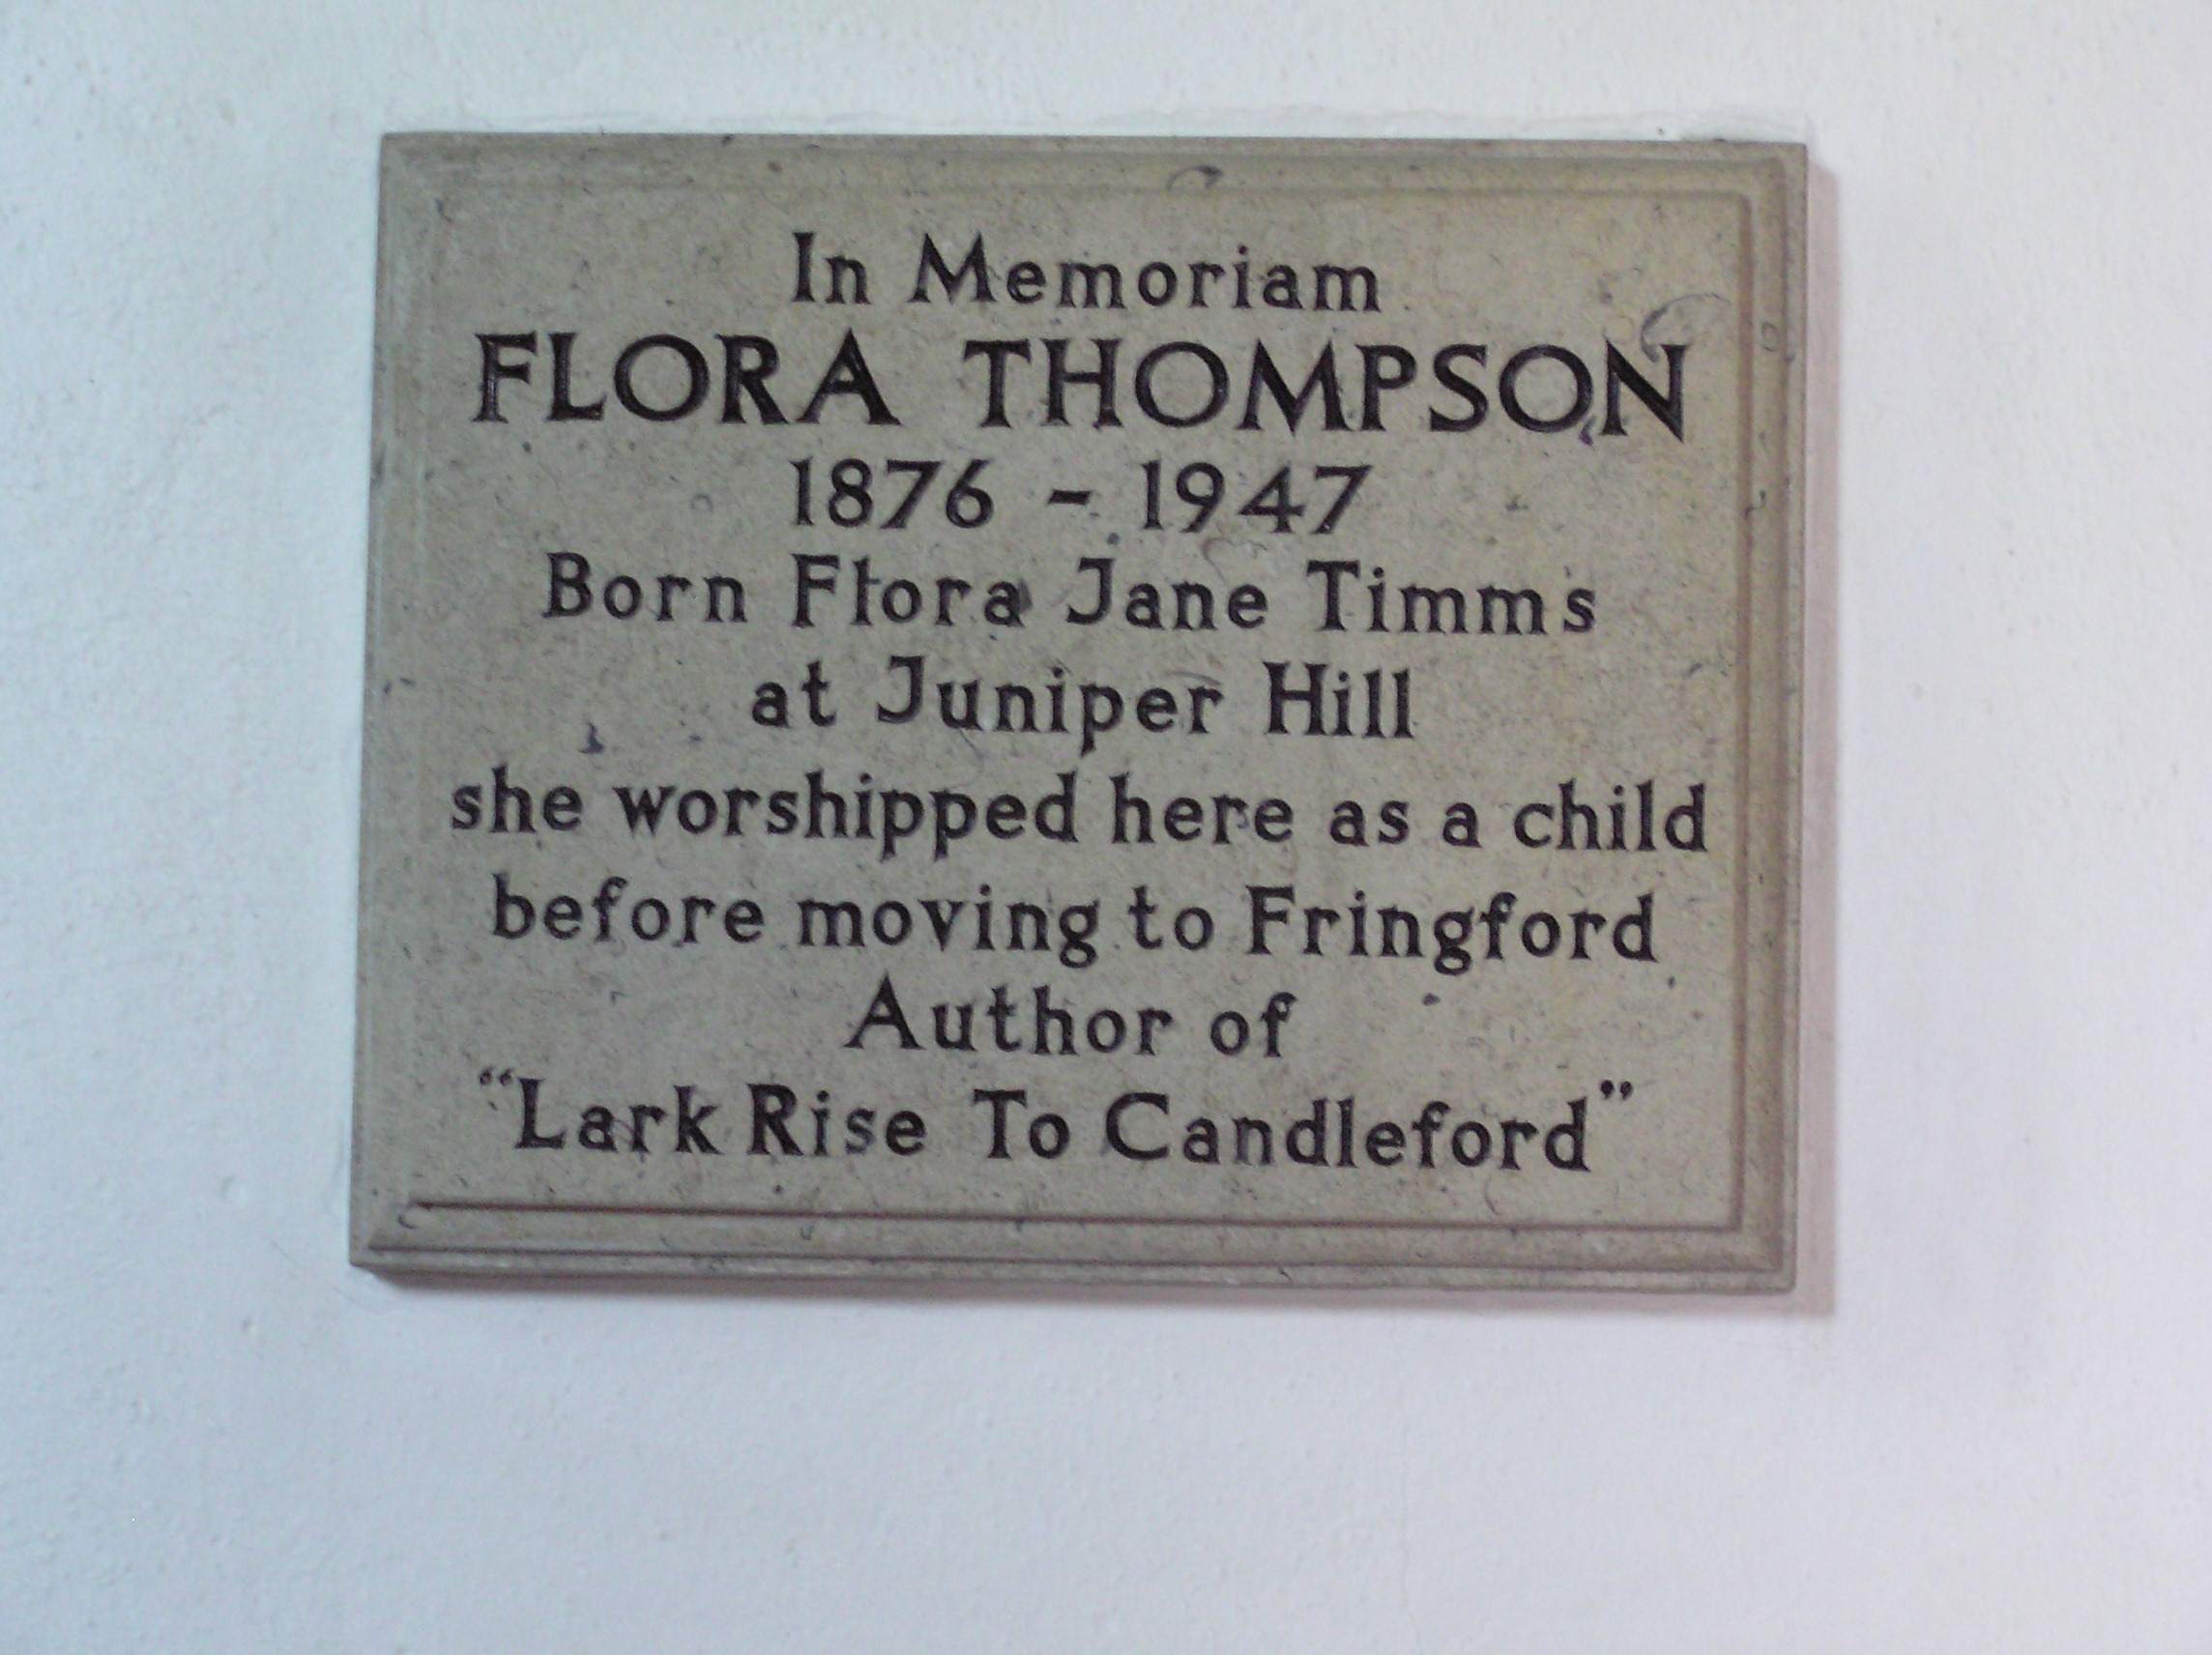 In Memoriam
FLORA THOMPSON
1876 - 1947
Born Flora Jane Timms
at Juniper Hill
she worshipped here as a child
before moving to Fringford
Author of
“Lark Rise To Candleford”